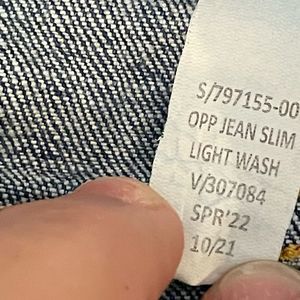 S/797155-00
OPP JEAN SLIM
LIGHT WASH
V/307084
SPR'22
10/21